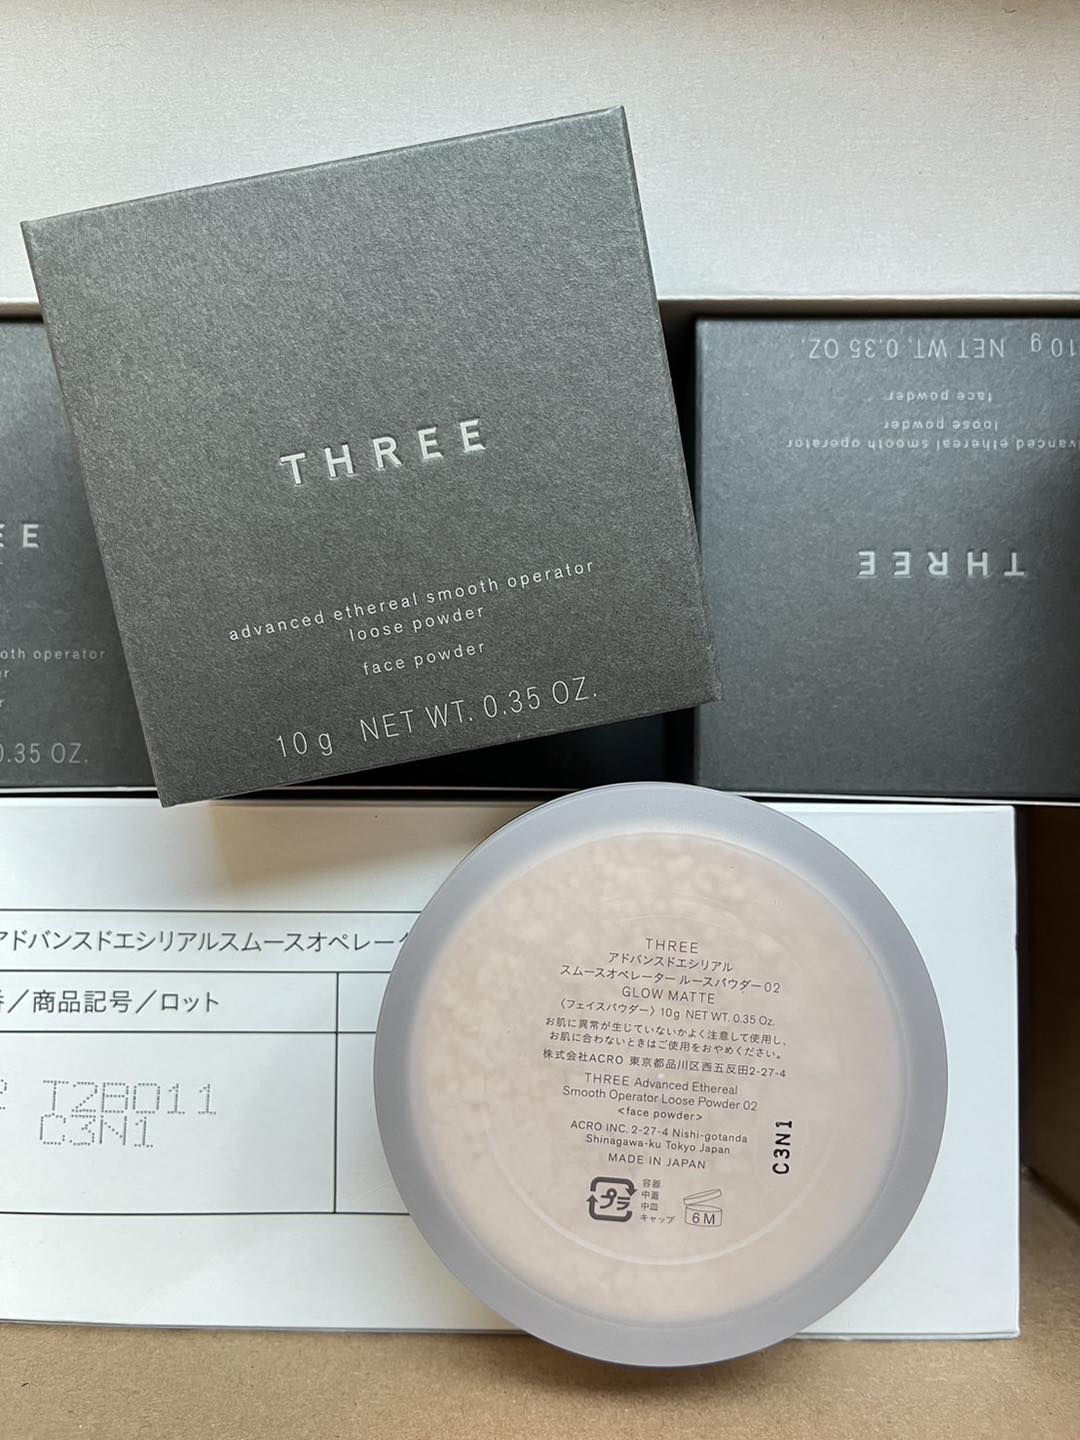 THREE
advanced ethereal smooth operator
loose powder
face powder
10 g NET WT. 0.35 OZ.
10 g NET WT. 0.35 OZ.
face powder
loose powder
ethereal smooth operator
THREE
operator
0.35 OZ.
アドバンスドエシリアルスムースオペレー
/商品記号/ロット
T2B011
C3N1
THREE
アドバンスドエシリアル
スムースオペレーター ルースパウダー 02
GLOW MATTE
〈フェイスパウダー〉10g NET WT. 0.35 Oz.
お肌に異常が生じていないかよく注意して使用し、
お肌に合わないときはご使用をおやめください。
株式会社ACRO 東京都品川区西五反田2-27-4
THREE Advanced Ethereal
Smooth Operator Loose Powder 02
<face powder>
ACRO INC. 2-27-4 Nishi-gotanda
Shinagawa-ku Tokyo Japan
MADE IN JAPAN
プラ
容器
中蓋
中皿
キャップ
6M
C3N1